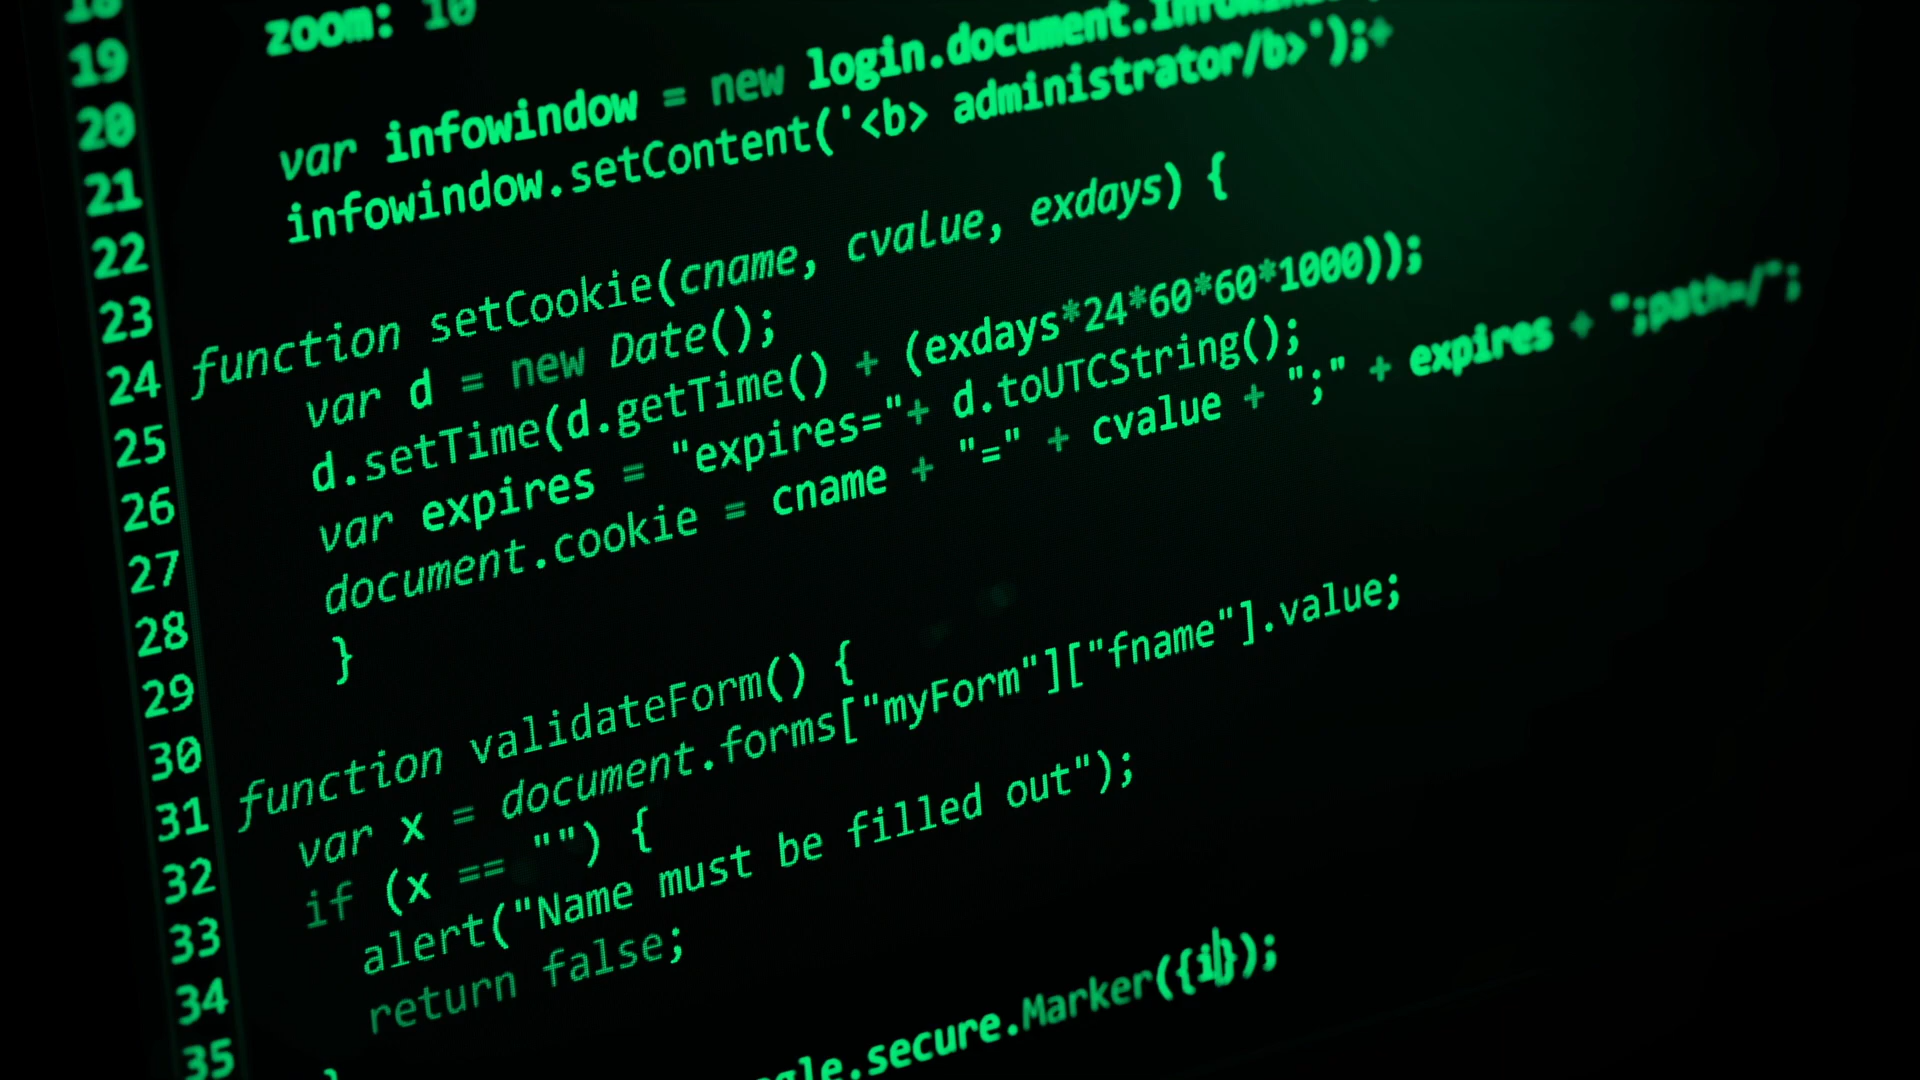 18
zoom: 10
19
20
var infowindow = new login.document.
21
infowindow.setContent('<b> administrator/b>');+
22
23
function setCookie(cname, cvalue, exdays) {
24
var d = new Date();
25
d.setTime(d.getTime() + (exdays*24*60*60*1000));
26
var expires = "expires="+ d.toUTCString();
27
document.cookie = cname + "=" + cvalue + ";" + expires + ";path=/";
28
}
29
30
function validateForm() {
31
var x = document.forms["myForm"]["fname"].value;
32
if (x == "") {
33
alert("Name must be filled out");
34
return false;
35
}
.secure.Marker({i});